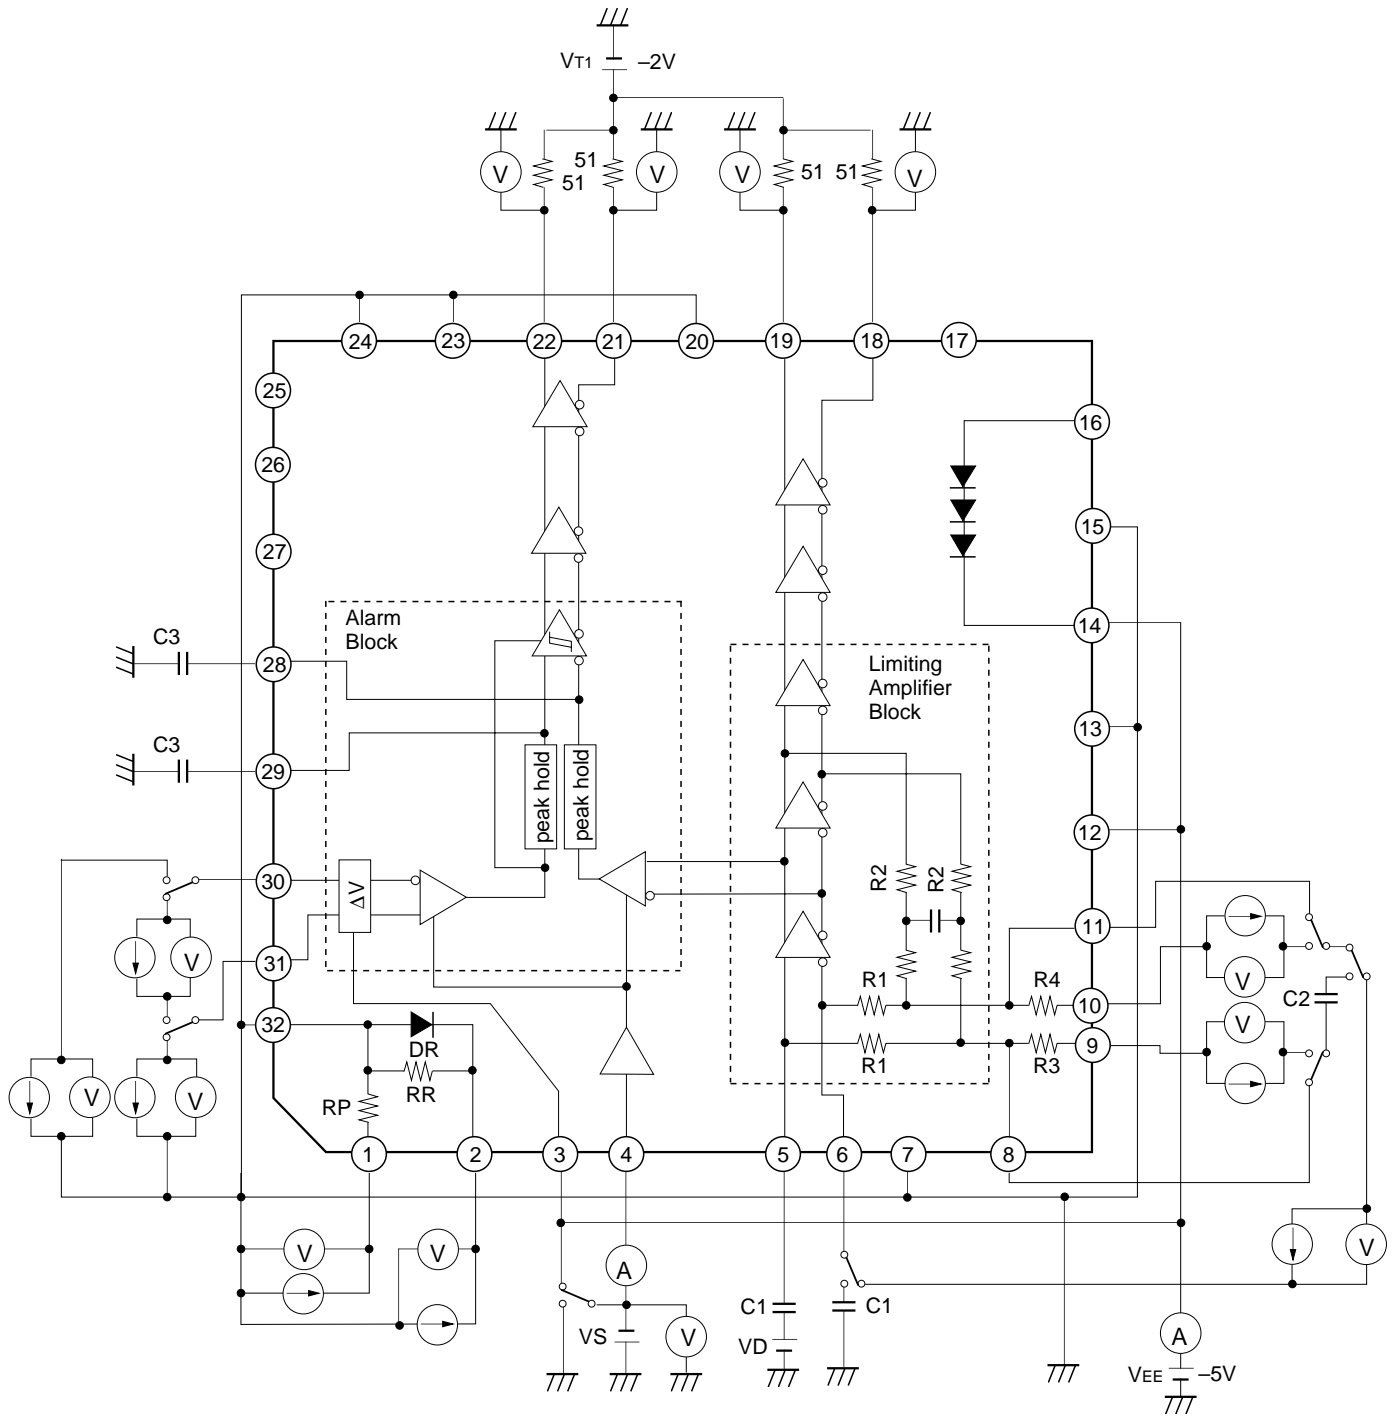 VT1 –2V
V 51 51 V V 51 51 V
24 23 22 21 20 19 18 17
25
16
26
15
27
Alarm
Block
14
C3
28
Limiting
Amplifier
Block
13
C3
29
peak hold
peak hold
12
30
ΔV
R2
R2
11
V
V
31
R1
R4
10
C2
32
V
9
DR
R1
R3
RR
V
V
RP
1 2 3 4 5 6 7 8
V
V
V
A
C1
C1
VS
V
VD
A
VEE –5V